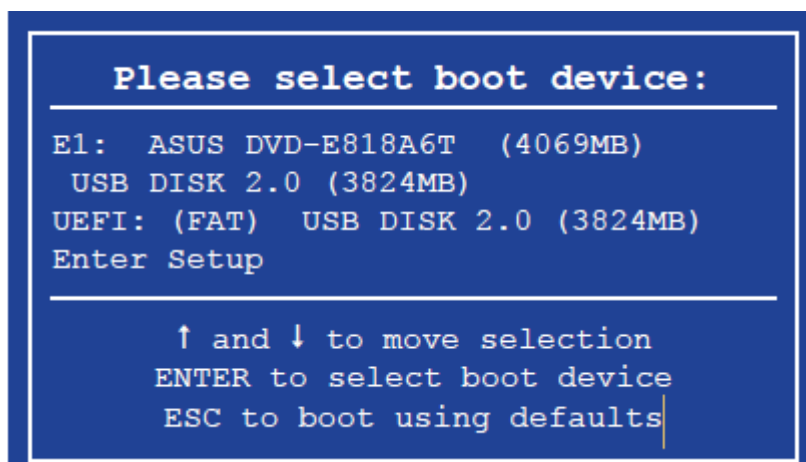 Please select boot device:
E1: ASUS DVD-E818A6T (4069MB)
USB DISK 2.0 (3824MB)
UEFI: (FAT) USB DISK 2.0 (3824MB)
Enter Setup
↑ and ↓ to move selection
ENTER to select boot device
ESC to boot using defaults